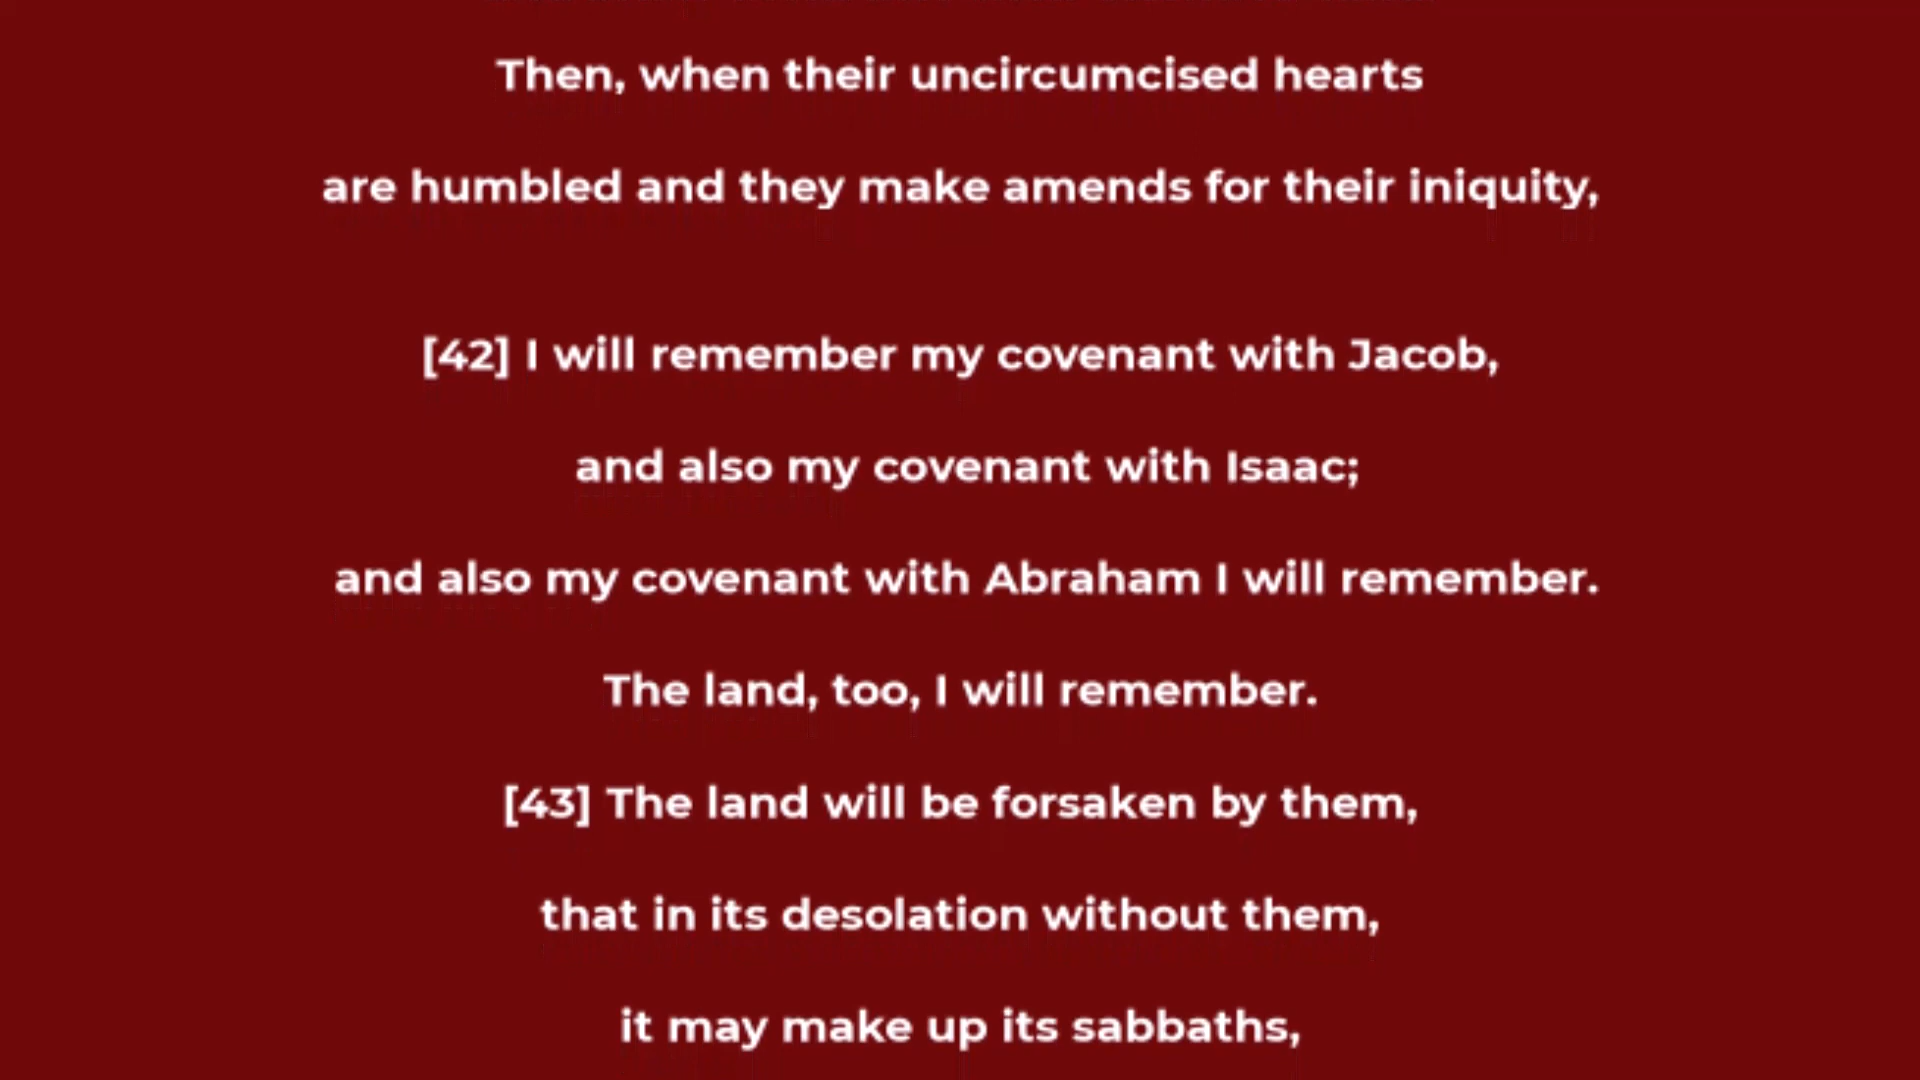 Then, when their uncircumcised hearts
are humbled and they make amends for their iniquity,
[42] I will remember my covenant with Jacob,
and also my covenant with Isaac;
and also my covenant with Abraham I will remember.
The land, too, I will remember.
[43] The land will be forsaken by them,
that in its desolation without them,
it may make up its sabbaths,